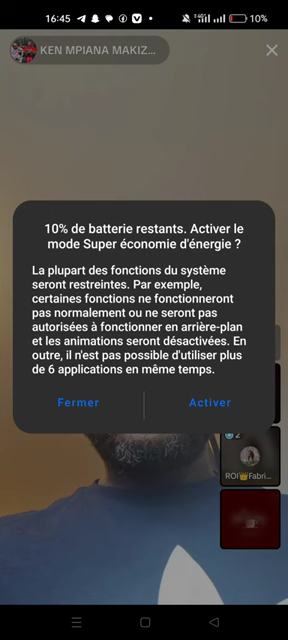 16:45
10%
KEN MPIANA MAKIZ...
10% de batterie restants. Activer le
mode Super économie d'énergie ?
La plupart des fonctions du système
seront restreintes. Par exemple,
certaines fonctions ne fonctionneront
pas normalement ou ne seront pas
autorisées à fonctionner en arrière-plan
et les animations seront désactivées. En
outre, il n'est pas possible d'utiliser plus
de 6 applications en même temps.
Fermer
Activer
2
ROI👑Fabri...